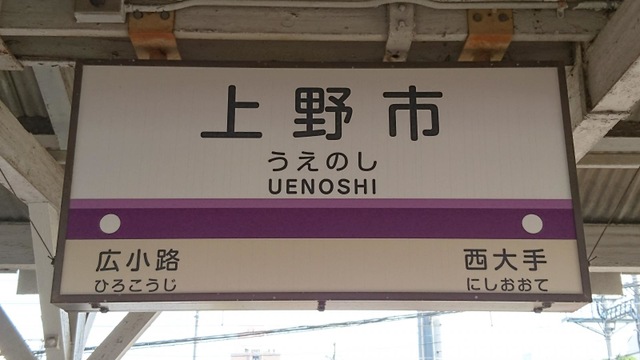 上野市
うえのし
UENOSHI
広小路
ひろこうじ
西大手
にしおおて